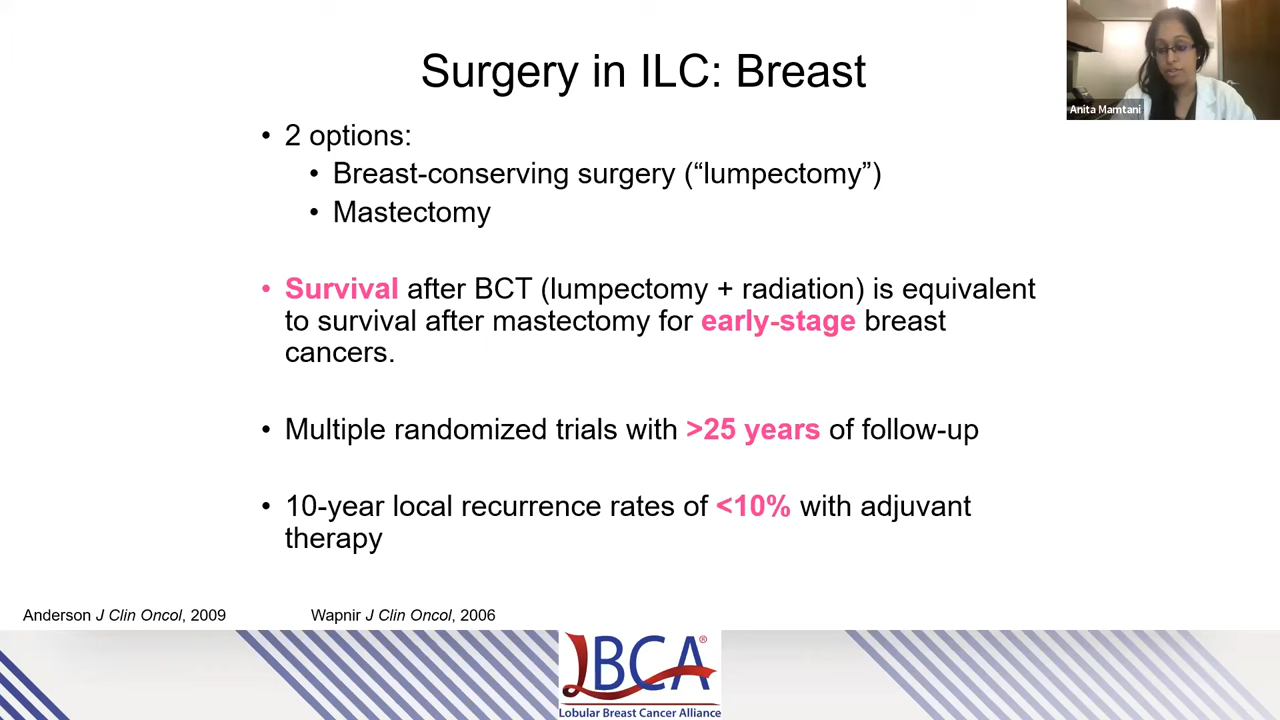 Surgery in ILC: Breast
Anita Mamtani
• 2 options:
• Breast-conserving surgery (“lumpectomy”)
• Mastectomy
• Survival after BCT (lumpectomy + radiation) is equivalent
to survival after mastectomy for early-stage breast
cancers.
• Multiple randomized trials with >25 years of follow-up
• 10-year local recurrence rates of <10% with adjuvant
therapy
Anderson J Clin Oncol, 2009
Wapnir J Clin Oncol, 2006
LBCA®
Lobular Breast Cancer Alliance